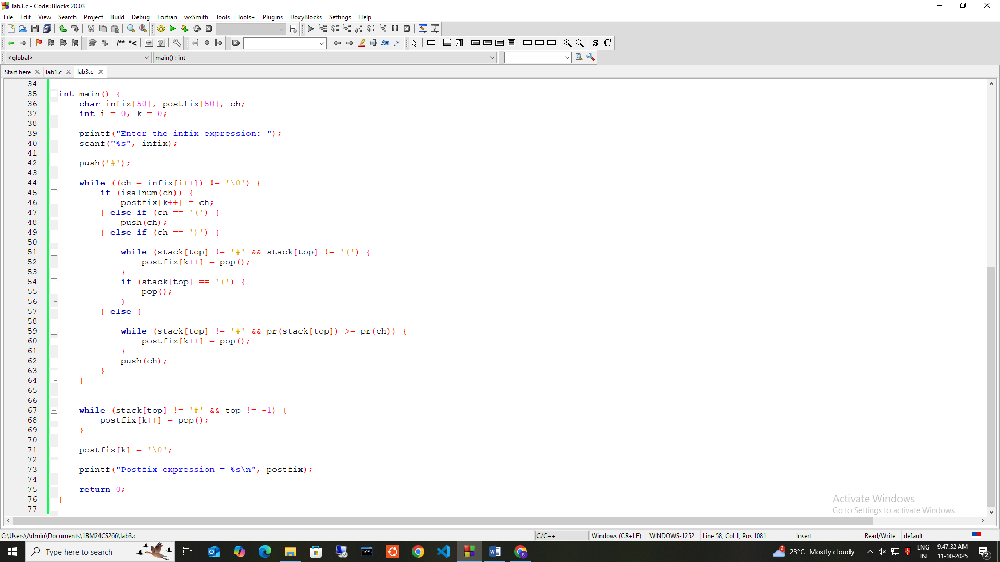 lab3.c - Code::Blocks 20.03
File Edit View Search Project Build Debug Fortran wxSmith Tools Tools+ Plugins DoxyBlocks Settings Help
/** *<
Aa .*
S C
<global> main() : int
Start here lab1.c lab3.c
34
35 int main() {
36 char infix[50], postfix[50], ch;
37 int i = 0, k = 0;
38
39 printf("Enter the infix expression: ");
40 scanf("%s", infix);
41
42 push('#');
43
44 while ((ch = infix[i++]) != '\0') {
45 if (isalnum(ch)) {
46 postfix[k++] = ch;
47 } else if (ch == '(') {
48 push(ch);
49 } else if (ch == ')') {
50
51 while (stack[top] != '#' && stack[top] != '(') {
52 postfix[k++] = pop();
53 }
54 if (stack[top] == '(') {
55 pop();
56 }
57 } else {
58
59 while (stack[top] != '#' && pr(stack[top]) >= pr(ch)) {
60 postfix[k++] = pop();
61 }
62 push(ch);
63 }
64 }
65
66
67 while (stack[top] != '#' && top != -1) {
68 postfix[k++] = pop();
69 }
70
71 postfix[k] = '\0';
72
73 printf("Postfix expression = %s\n", postfix);
74
75 return 0;
76 }
77
Activate Windows
Go to Settings to activate Windows.
C:\Users\Admin\Documents\1BM24CS266\lab3.c C/C++ Windows (CR+LF) WINDOWS-1252 Line 58, Col 1, Pos 1081 Insert Read/Write default
Type here to search
2 23°C Mostly cloudy
ENG
IN
9.47.32 AM
11-10-2025
2